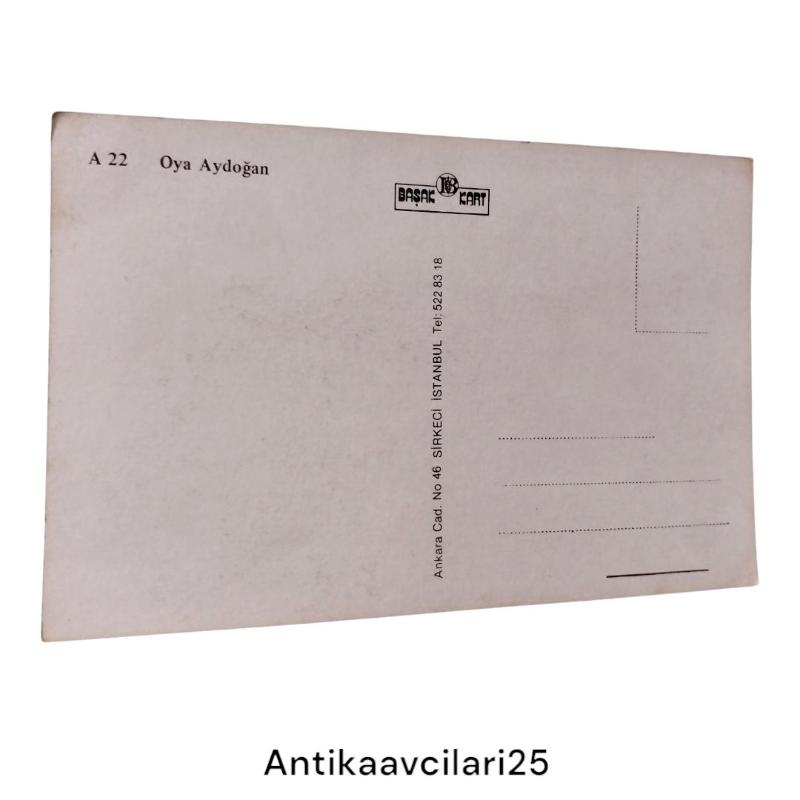 A 22 Oya Aydoğan
BAŞAK KART
Ankara Cad. No 46 SİRKECİ İSTANBUL Tel: 522 83 18
Antikaavcilari25